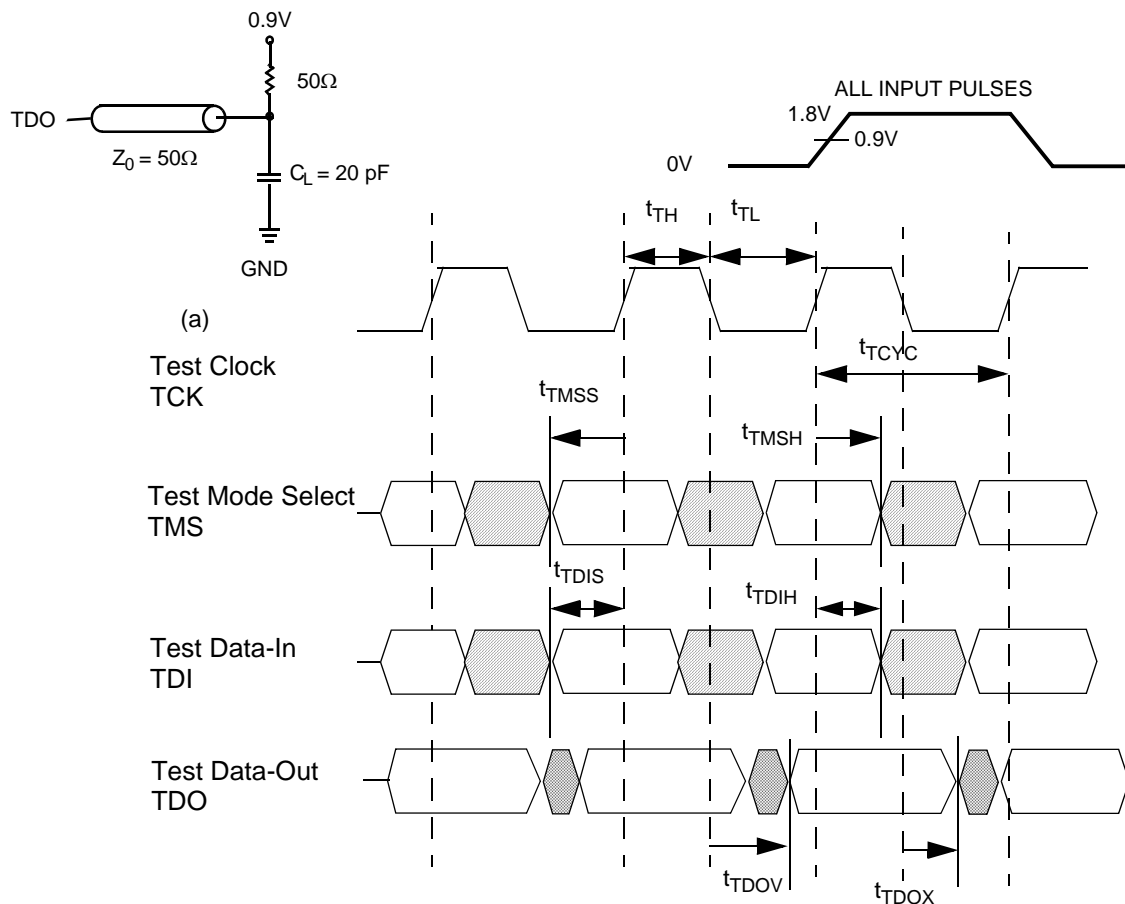 0.9V
50Ω
TDO
Z0 = 50Ω
CL = 20 pF
GND
(a)
ALL INPUT PULSES
1.8V
0.9V
0V
tTH
tTL
Test Clock
TCK
tTCYC
tTMSS
tTMSH
Test Mode Select
TMS
tTDIS
tTDIH
Test Data-In
TDI
Test Data-Out
TDO
tTDOV
tTDOX